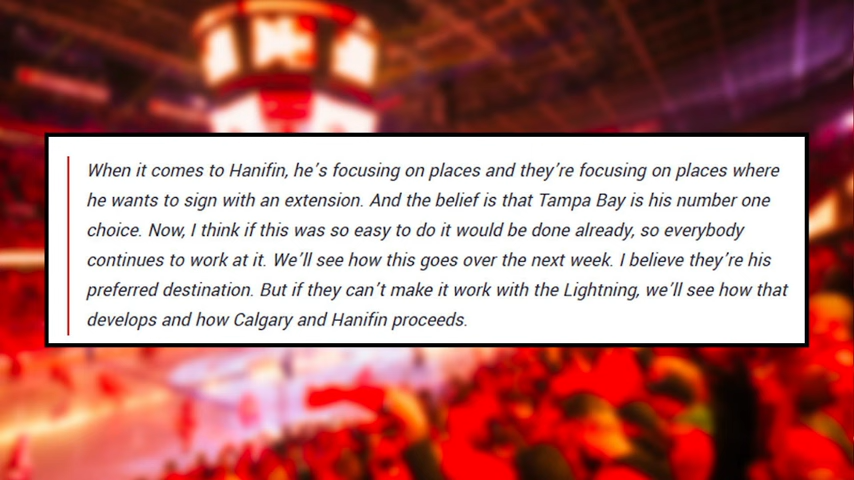 When it comes to Hanifin, he's focusing on places and they're focusing on places where
he wants to sign with an extension. And the belief is that Tampa Bay is his number one
choice. Now, I think if this was so easy to do it would be done already, so everybody
continues to work at it. We'll see how this goes over the next week. I believe they're his
preferred destination. But if they can't make it work with the Lightning, we'll see how that
develops and how Calgary and Hanifin proceeds.